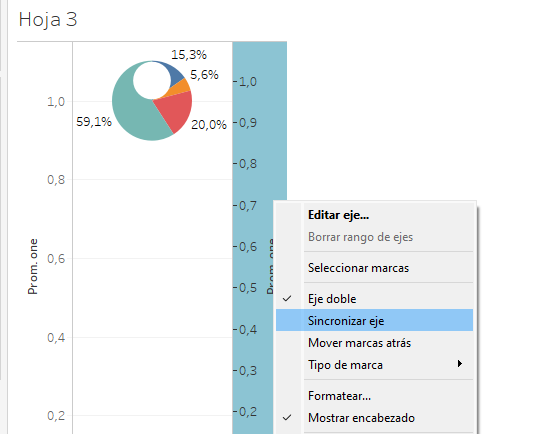 Hoja 3
15,3%
5,6%
20,0%
59,1%
1,0
0,8
0,6
0,4
0,2
Prom. one
1,0
0,9
0,8
0,7
0,6
0,5
0,4
0,3
0,2
Prom. one
Editar eje...
Borrar rango de ejes
Seleccionar marcas
Eje doble
Sincronizar eje
Mover marcas atrás
Tipo de marca
Formatear...
Mostrar encabezado